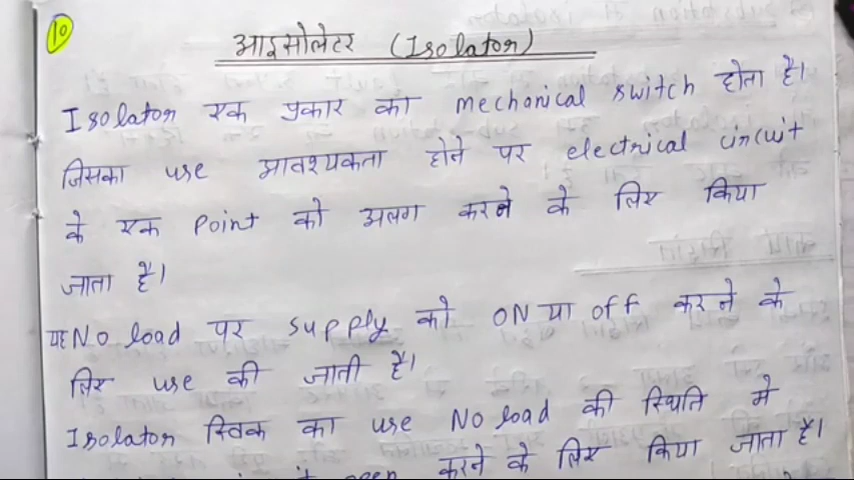 10
आइसोलेटर (Isolator)
Isolator एक प्रकार का mechanical switch होता है।
जिसका use आवश्यकता होने पर electrical circuit
के एक Point को अलग करने के लिए किया
जाता है।
यह No load पर supply को ON या off करने के
लिए use की जाती है।
Isolator स्विक का use No load की स्थिति मे
open करने के लिए किया जाता है।